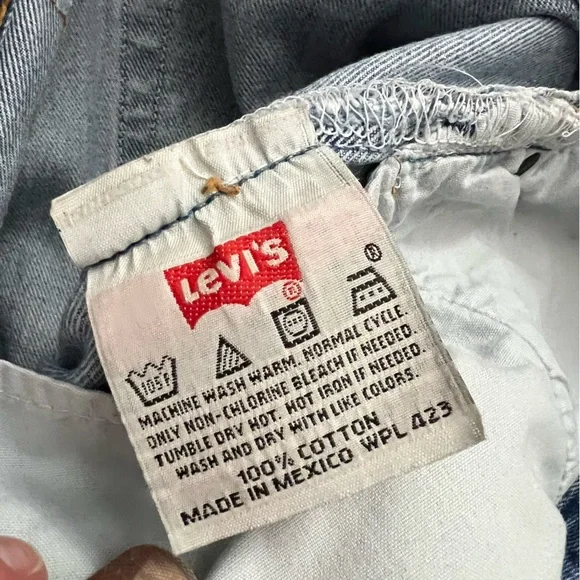 LEVI'S
®
®
105F
MACHINE WASH WARM. NORMAL CYCLE.
ONLY NON-CHLORINE BLEACH IF NEEDED.
TUMBLE DRY HOT. HOT IRON IF NEEDED.
WASH AND DRY WITH LIKE COLORS.
100% COTTON
MADE IN MEXICO WPL 423